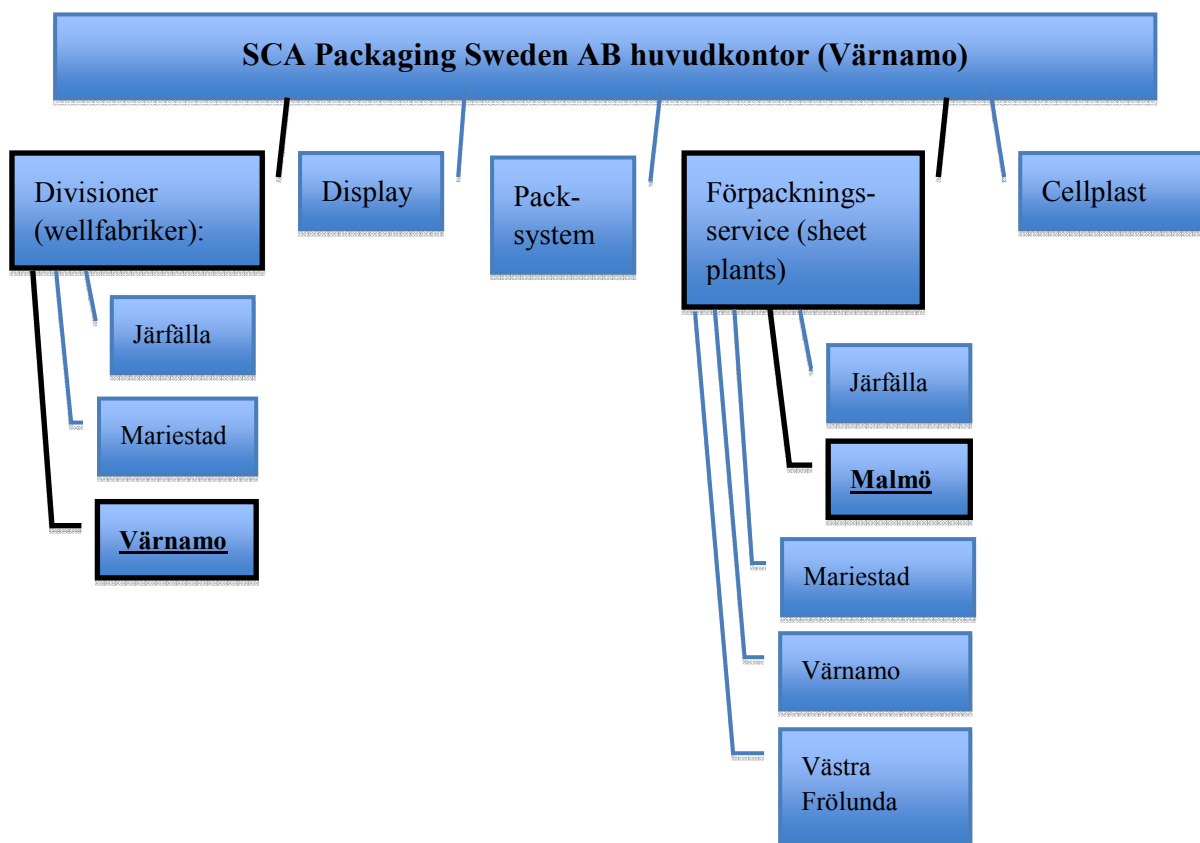 SCA Packaging Sweden AB huvudkontor (Värnamo)
Divisioner
(wellfabriker):
Järfälla
Mariestad
Värnamo
Display
Pack-
system
Förpacknings-
service (sheet
plants)
Järfälla
Malmö
Mariestad
Värnamo
Västra
Frölunda
Cellplast